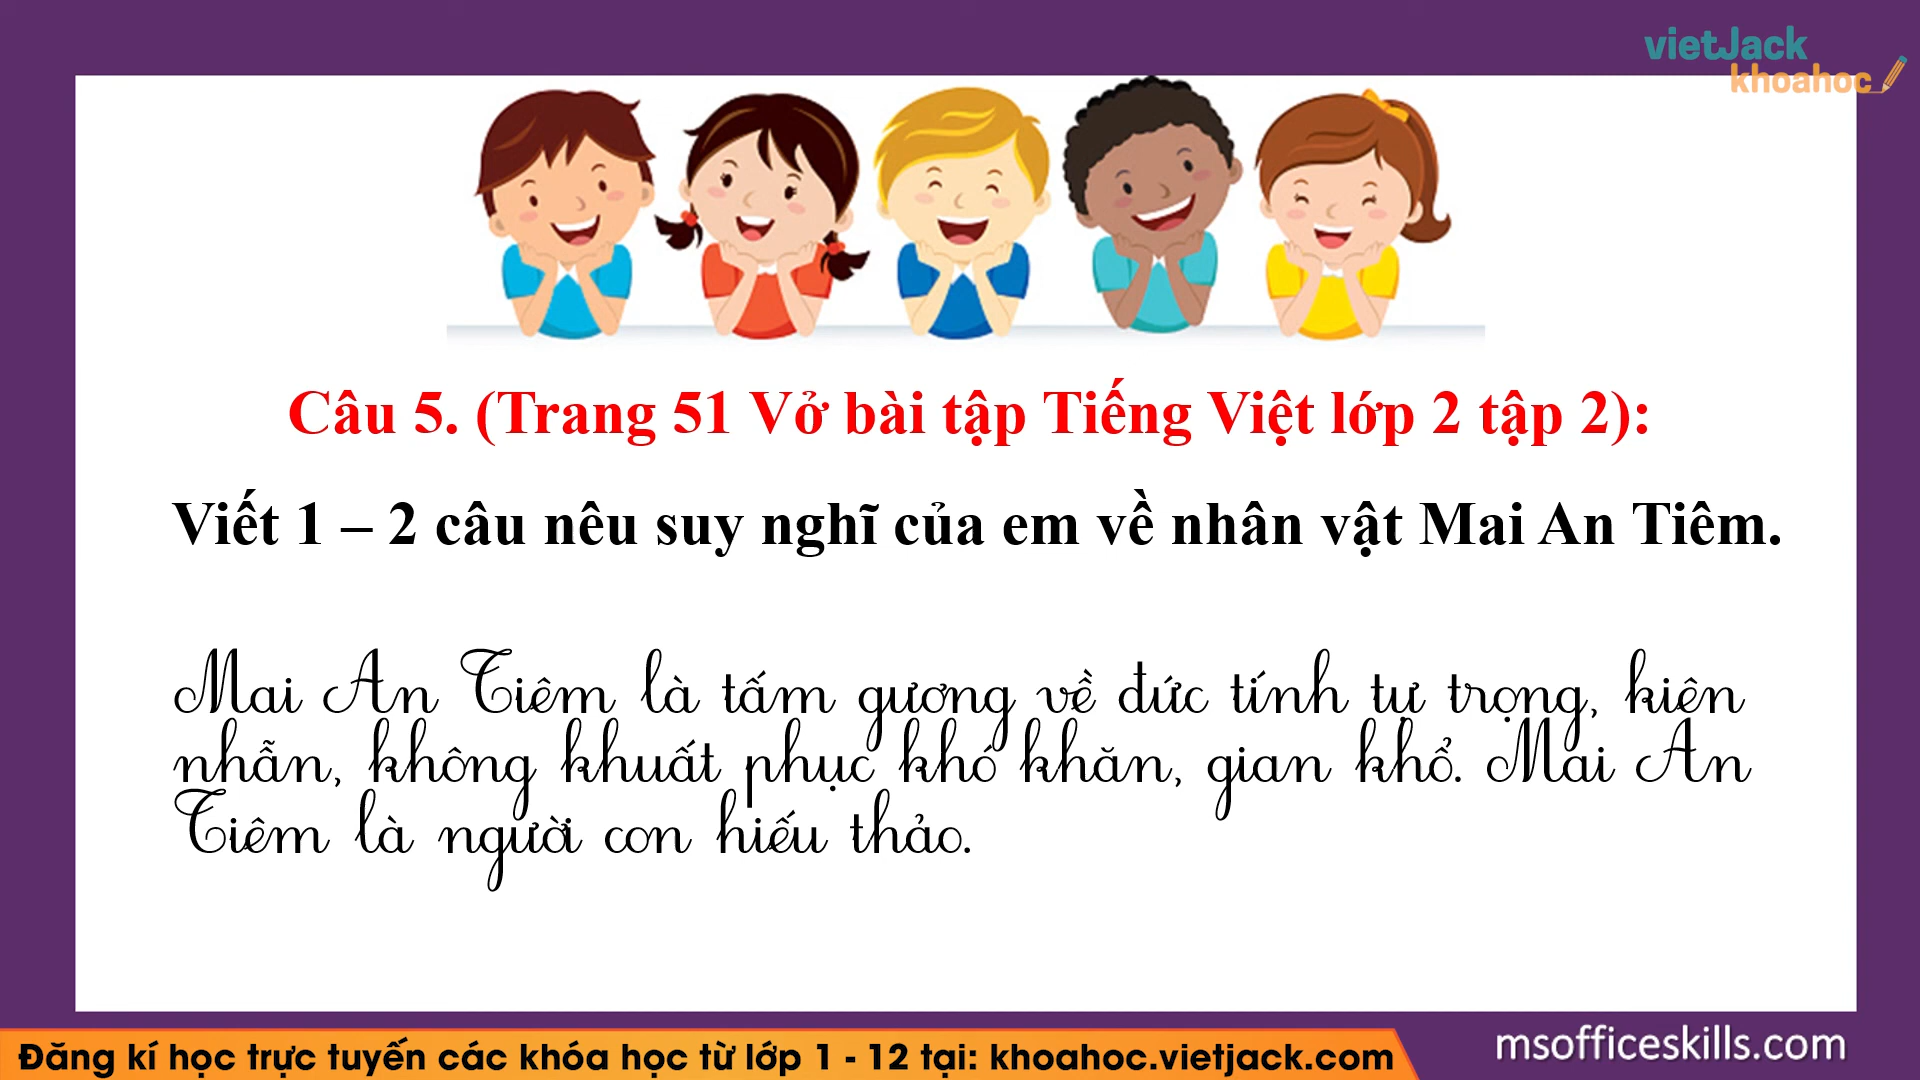 vietJack
khoahoc
Câu 5. (Trang 51 Vở bài tập Tiếng Việt lớp 2 tập 2):
Viết 1 – 2 câu nêu suy nghĩ của em về nhân vật Mai An Tiêm.
Mai An Tiêm là tấm gương về đức tính tự trọng, kiên
nhẫn, không khuất phục khó khăn, gian khổ. Mai An
Tiêm là người con hiếu thảo.
Đăng kí học trực tuyến các khóa học từ lớp 1 - 12 tại: khoahoc.vietjack.com
msofficeskills.com